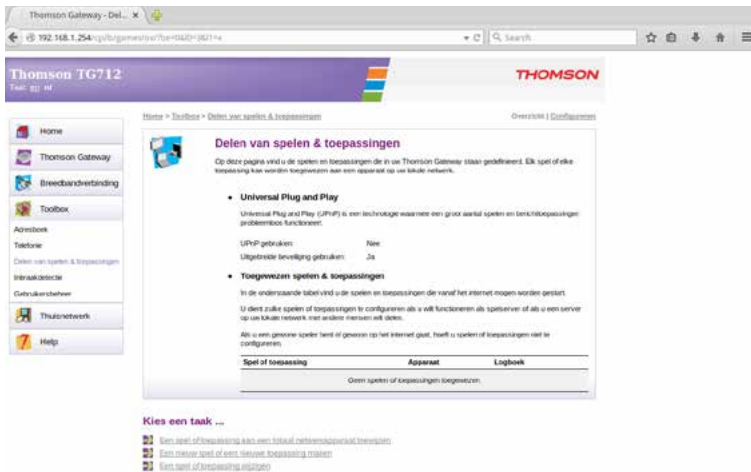 Thomson Gateway - Del...
192.168.1.254
Search
Thomson TG712
Taal:
THOMSON
Home > Toolbox > Delen van spelen & toepassingen
Overzicht | Configureren
Home
Thomson Gateway
Breedbandverbinding
Toolbox
Adresboek
Telefonie
Delen van spelen & toepassingen
Inbraakdetectie
Gebruikersbeheer
Thuisnetwerk
Help
Delen van spelen & toepassingen
Op deze pagina vind u de spelen en toepassingen die in uw Thomson Gateway staan gedefinieerd. Elk spel of elke
toepassing kan worden toegewezen aan een apparaat op uw lokale netwerk.
• Universal Plug and Play
Universal Plug and Play (UPnP) is een technologie waarmee een groot aantal spelen en berichttoepassingen
probleemloos functioneert.
UPnP gebruiken: Nee
Uitgebreide beveiliging gebruiken: Ja
• Toegewezen spelen & toepassingen
In de onderstaande tabel vind u de spelen en toepassingen die vanaf het internet mogen worden gestart.
U dient zulke spelen of toepassingen te configureren als u wilt functioneren als spelserver of als u een server
op uw lokale netwerk met andere mensen wilt delen.
Als u een gewone speler bent of gewoon op het internet gaat, hoeft u spelen of toepassingen niet te
configureren.
Spel of toepassing Apparaat Logboek
Geen spelen of toepassingen toegewezen.
Kies een taak ...
Een spel of toepassing aan een lokaal netwerkapparaat toewijzen
Een nieuw spel of een nieuwe toepassing maken
Een spel of toepassing wijzigen